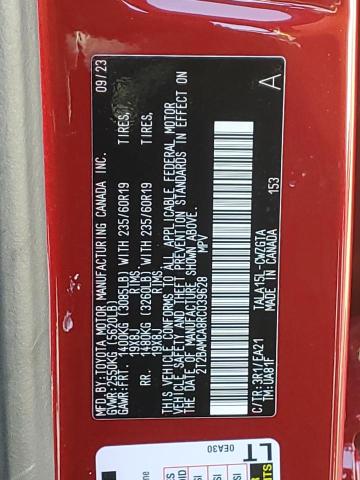 MFD.BY:TOYOTA MOTOR MANUFACTURING CANADA INC. 09/23
GVWR:2550KG
GAWR:FRT. 1400KG (3085LB) WITH 235/60R19 TIRES,
19X8J RIMS,
RR. 1480KG (3260LB) WITH 235/60R19 TIRES,
19X8J RIMS,
THIS VEHICLE CONFORMS TO ALL APPLICABLE FEDERAL MOTOR
VEHICLE SAFETY AND THEFT PREVENTION STANDARDS IN EFFECT ON
THE DATE OF MANUFACTURE SHOWN ABOVE.
2T2BAMCA8RC039628 MPV
A
C/TR:3R1/EA21 TALA15L-CWZGTA
TM:UA81F MADE IN CANADA 153
LT
0EA30